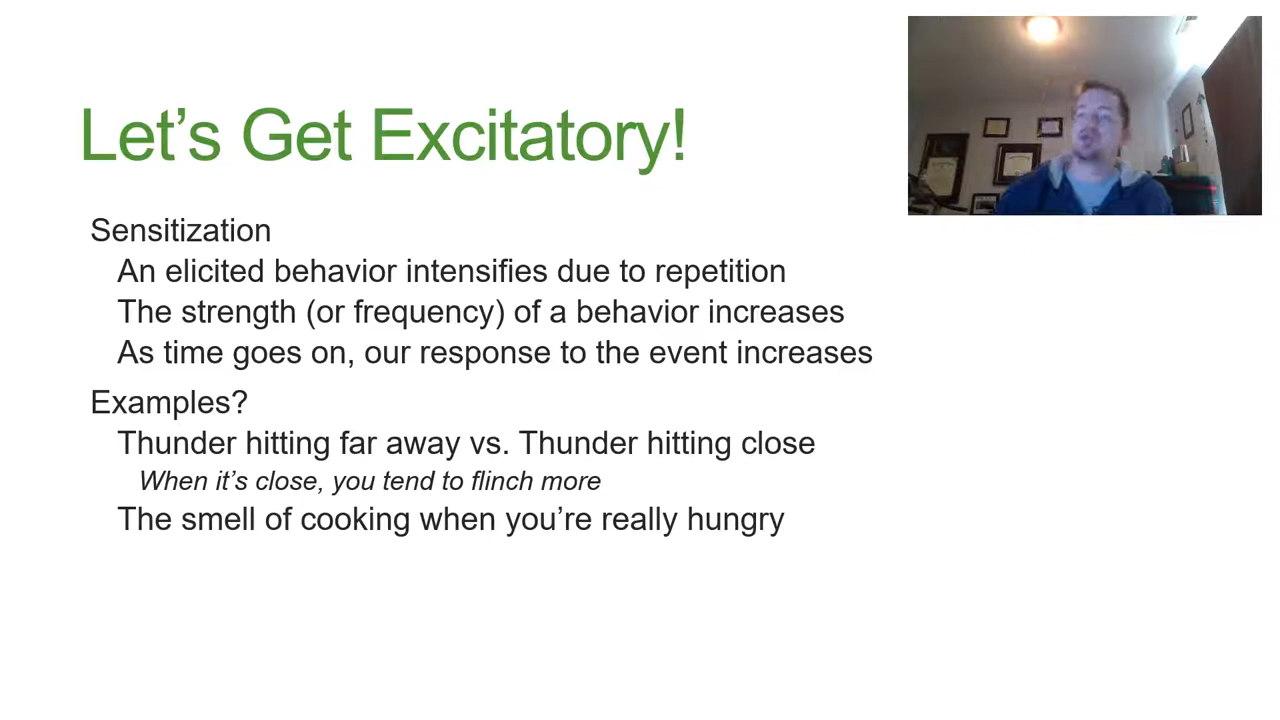 Let’s Get Excitatory!
Sensitization
An elicited behavior intensifies due to repetition
The strength (or frequency) of a behavior increases
As time goes on, our response to the event increases
Examples?
Thunder hitting far away vs. Thunder hitting close
When it’s close, you tend to flinch more
The smell of cooking when you’re really hungry